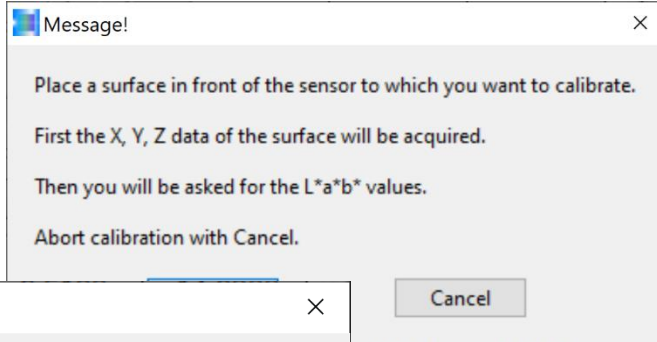 Message!
Place a surface in front of the sensor to which you want to calibrate.
First the X, Y, Z data of the surface will be acquired.
Then you will be asked for the L*a*b* values.
Abort calibration with Cancel.
Cancel